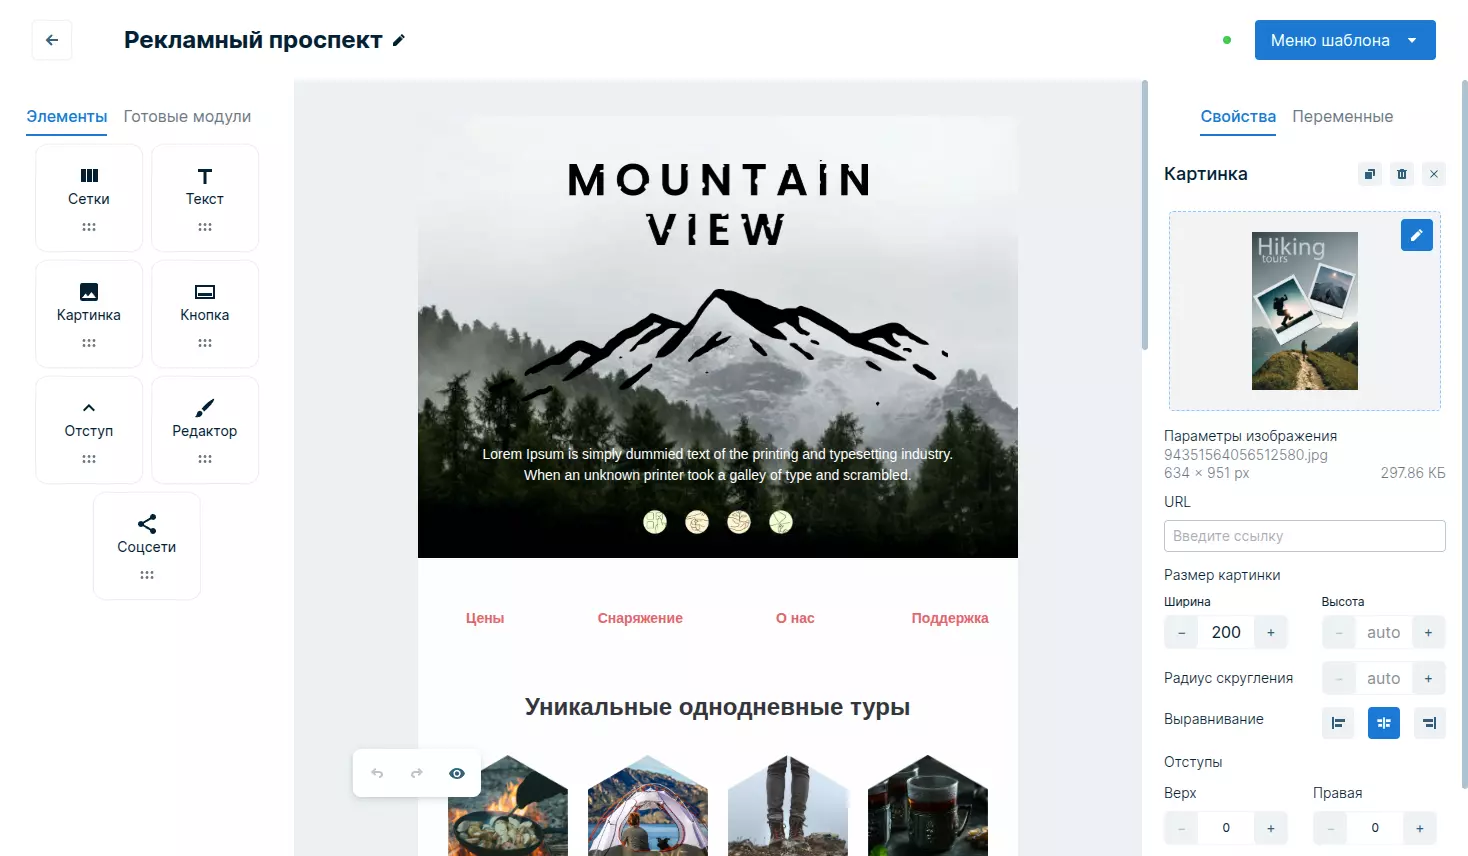 Рекламный проспект
Меню шаблона
Элементы
Готовые модули
Сетки
Текст
Картинка
Кнопка
Отступ
Редактор
Соцсети
MOUNTAIN
VIEW
Lorem Ipsum is simply dummied text of the printing and typesetting industry.
When an unknown printer took a galley of type and scrambled.
Цены
Снаряжение
О нас
Поддержка
Уникальные однодневные туры
Свойства
Переменные
Картинка
Hiking
tours
Параметры изображения
94351564056512580.jpg
634 × 951 px
297.86 КБ
URL
Введите ссылку
Размер картинки
Ширина
Высота
− 200 +
− auto +
Радиус скругления
− auto +
Выравнивание
Отступы
Верх
Правая
− 0 +
− 0 +